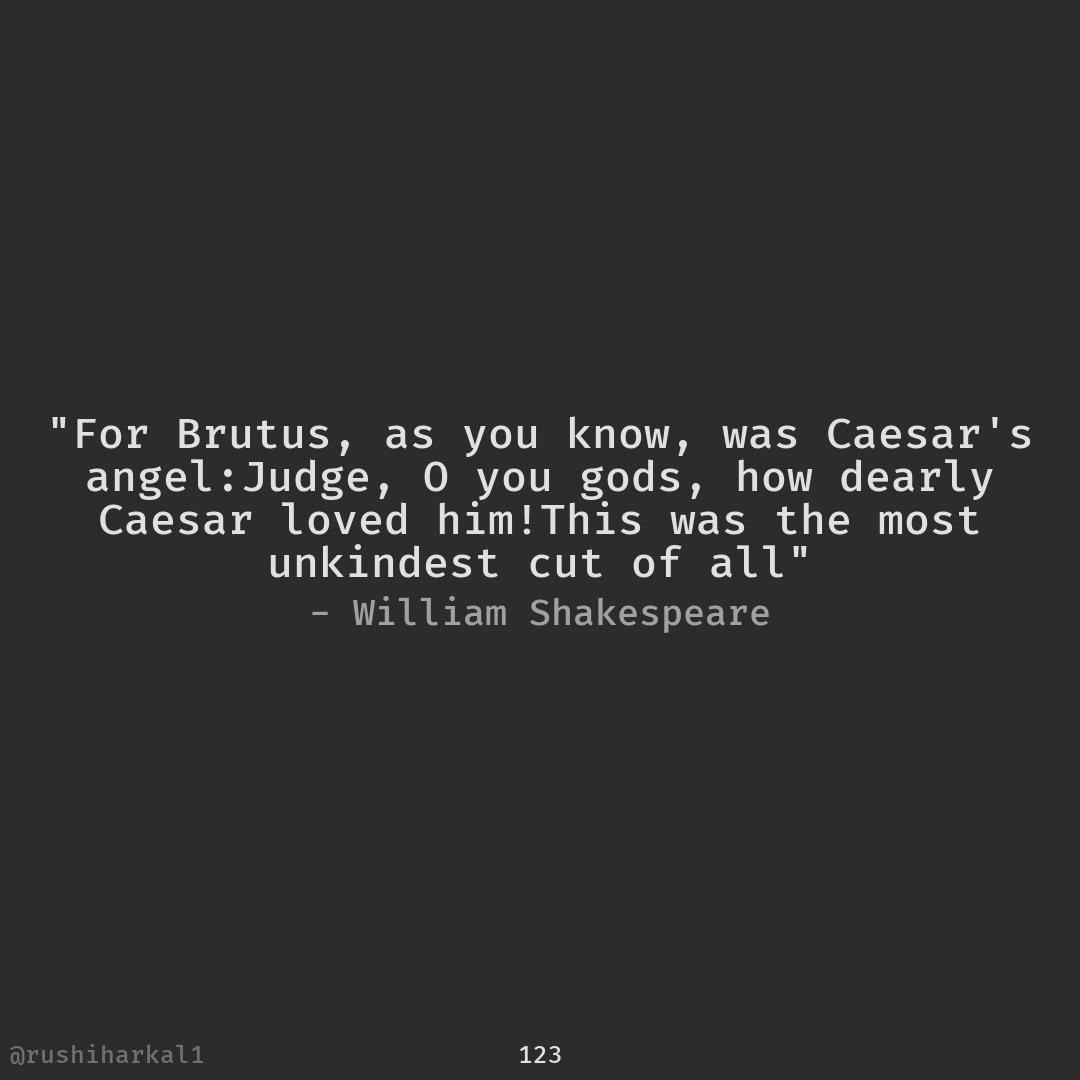 "For Brutus, as you know, was Caesar's
angel:Judge, O you gods, how dearly
Caesar loved him!This was the most
unkindest cut of all"
– William Shakespeare
@rushiharkal1
123